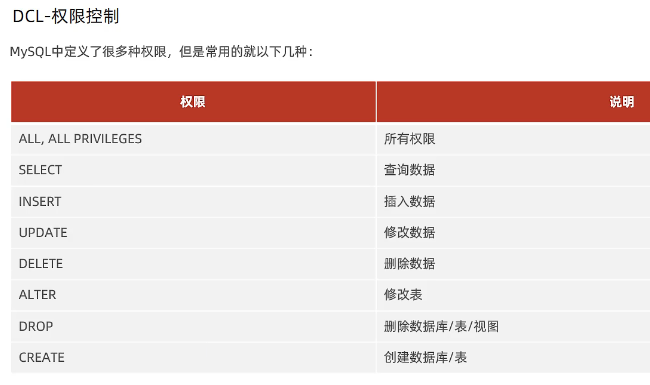 DCL-权限控制
MySQL中定义了很多种权限，但是常用的就以下几种：
权限 说明
ALL, ALL PRIVILEGES 所有权限
SELECT 查询数据
INSERT 插入数据
UPDATE 修改数据
DELETE 删除数据
ALTER 修改表
DROP 删除数据库/表/视图
CREATE 创建数据库/表